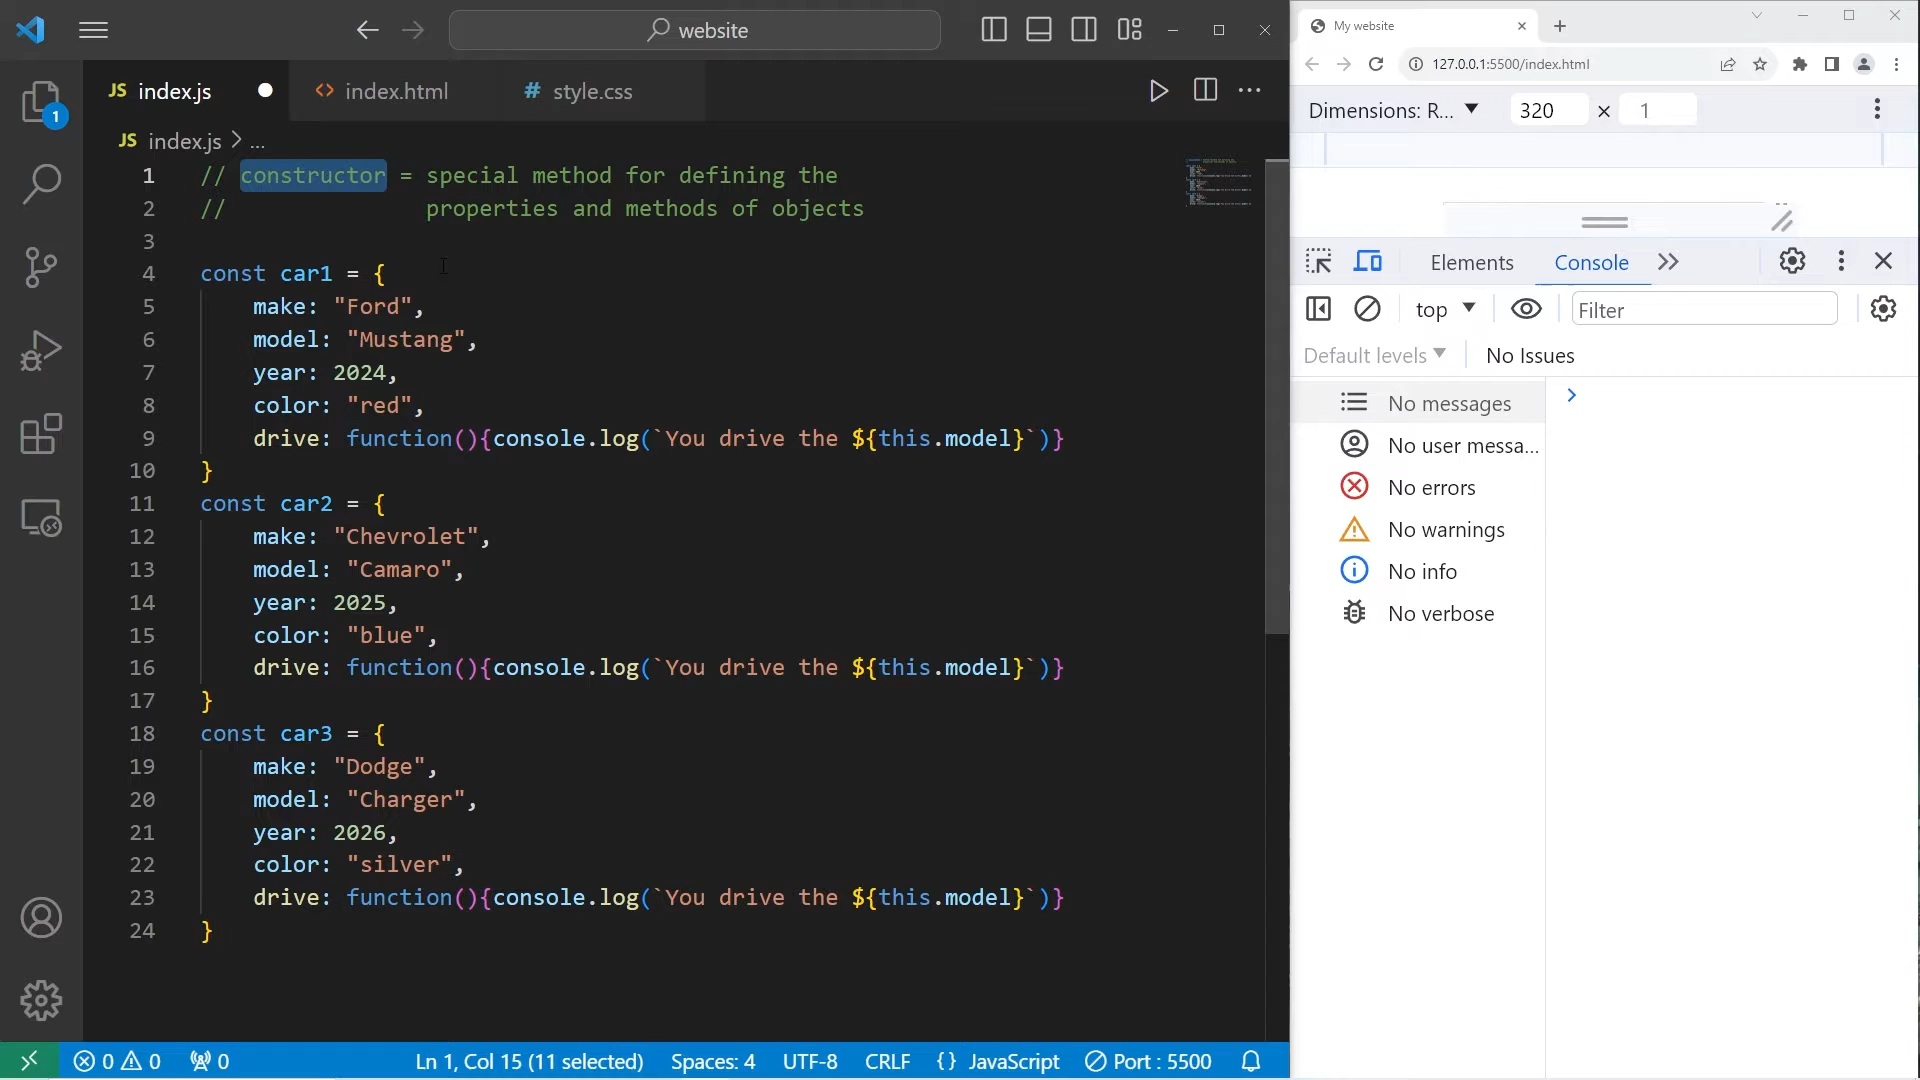 website
JS index.js
<> index.html
# style.css
JS index.js > ...
1 // constructor = special method for defining the
2 // properties and methods of objects
3
4 const car1 = {
5 make: "Ford",
6 model: "Mustang",
7 year: 2024,
8 color: "red",
9 drive: function(){console.log(`You drive the ${this.model}`)}
10 }
11 const car2 = {
12 make: "Chevrolet",
13 model: "Camaro",
14 year: 2025,
15 color: "blue",
16 drive: function(){console.log(`You drive the ${this.model}`)}
17 }
18 const car3 = {
19 make: "Dodge",
20 model: "Charger",
21 year: 2026,
22 color: "silver",
23 drive: function(){console.log(`You drive the ${this.model}`)}
24 }
1
0 0 0 Ln 1, Col 15 (11 selected) Spaces: 4 UTF-8 CRLF {} JavaScript Port : 5500
My website
127.0.0.1:5500/index.html
Dimensions: R... 320 × 1
Elements Console
top Filter
Default levels No Issues
No messages
No user messa...
No errors
No warnings
No info
No verbose